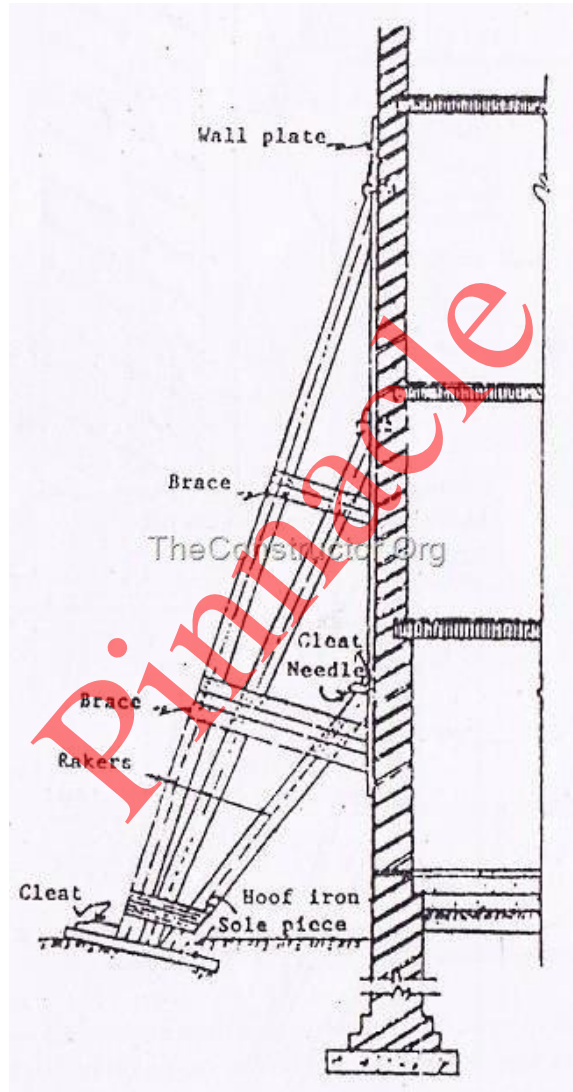 Wall plate
Brace
TheConstructor.Org
Cleat
Needle
Brace
Rakers
Cleat
Hoof iron
Sole piece
Pinnacle